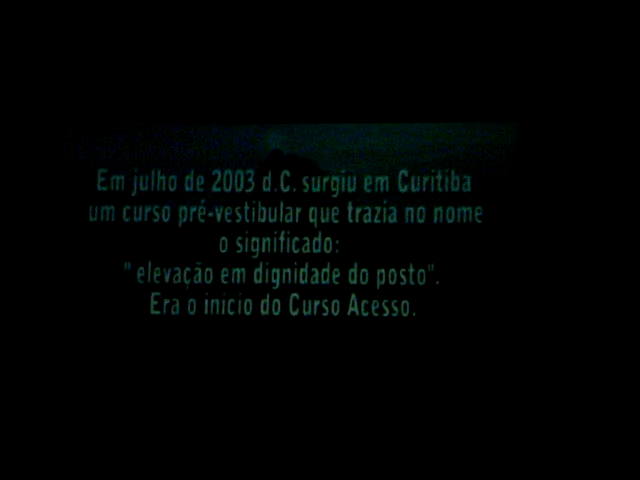 Em julho de 2003 d.C. surgiu em Curitiba
um curso pré-vestibular que trazia no nome
o significado:
"elevação em dignidade do posto".
Era o início do Curso Acesso.